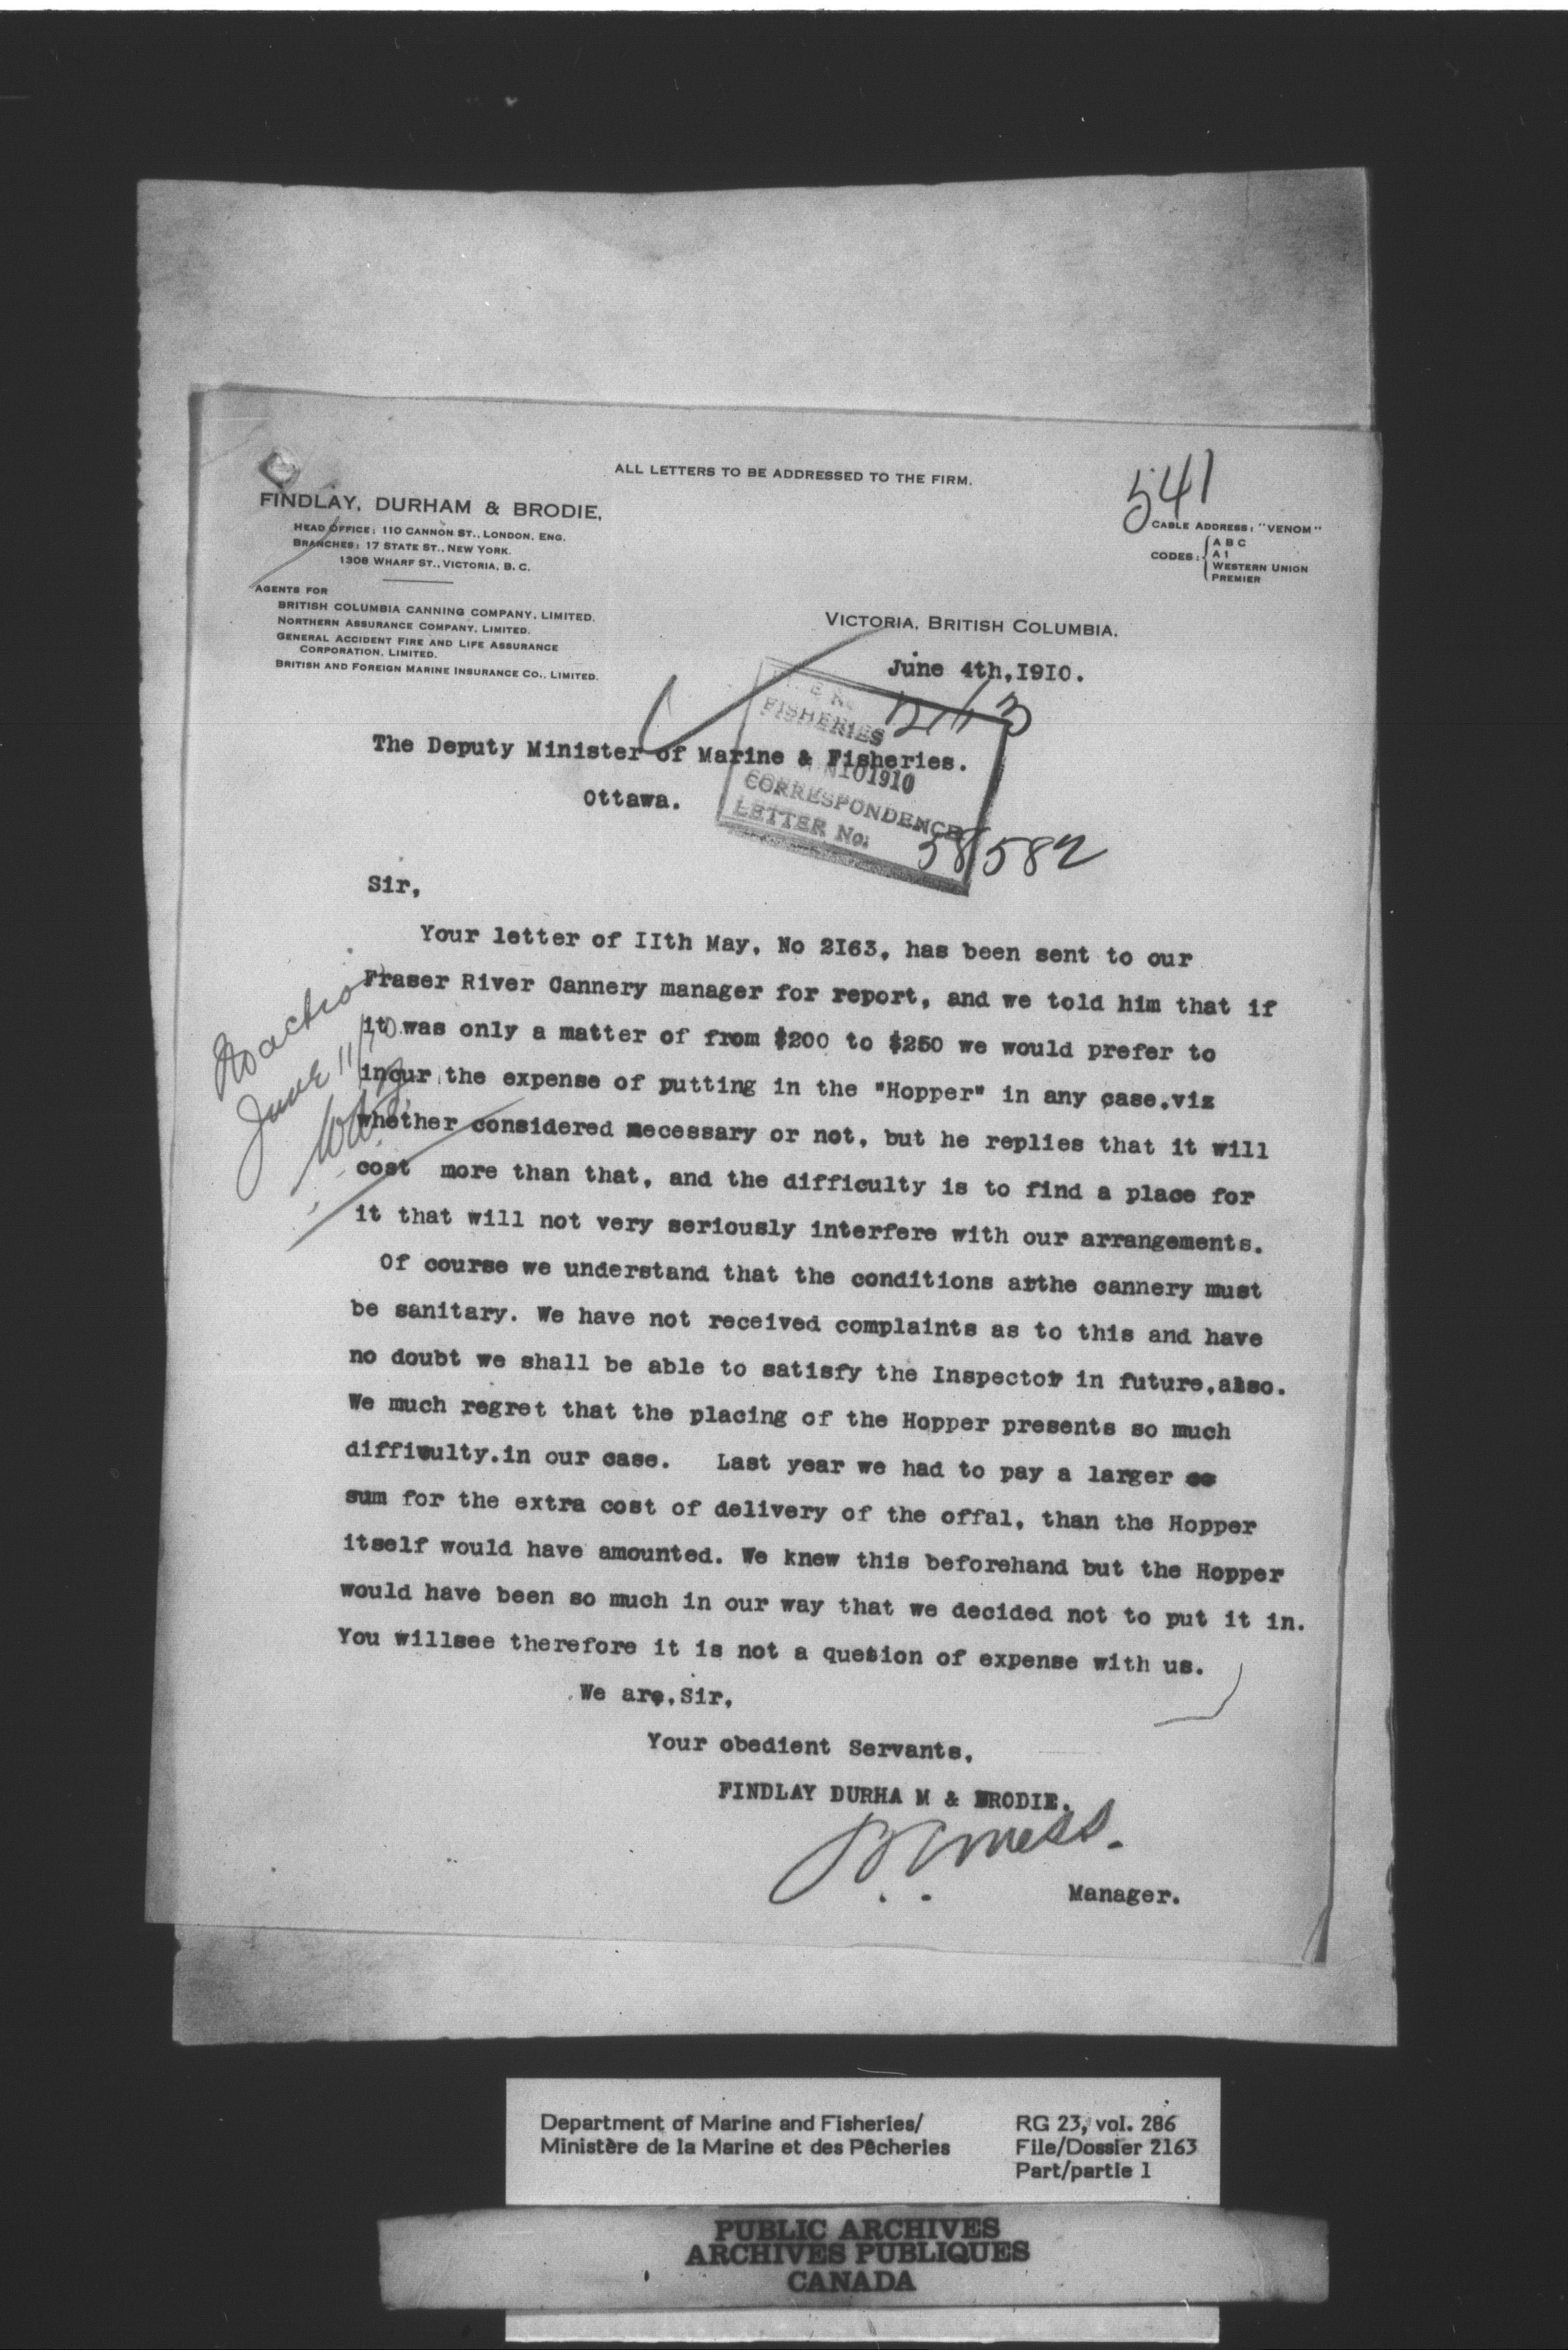 ALL LETTERS TO BE ADDRESSED TO THE FIRM.
541
FINDLAY, DURHAM & BRODIE,
HEAD OFFICE: 110 CANNON ST., LONDON, ENG.
BRANCHES: 17 STATE ST., NEW YORK.
1308 WHARF ST., VICTORIA, B. C.
CABLE ADDRESS: "VENOM"
CODES:
A B C
A 1
WESTERN UNION
PREMIER
AGENTS FOR
BRITISH COLUMBIA CANNING COMPANY, LIMITED.
NORTHERN ASSURANCE COMPANY, LIMITED.
GENERAL ACCIDENT FIRE AND LIFE ASSURANCE
CORPORATION, LIMITED.
BRITISH AND FOREIGN MARINE INSURANCE CO., LIMITED.
VICTORIA, BRITISH COLUMBIA,
June 4th,I9I0.
FISHERIES
2163
The Deputy Minister of Marine & Fisheries.
10 1910
Ottawa.
CORRESPONDENCE
LETTER No:
58582
Sir,
Your letter of IIth May, No 2I63, has been sent to our
Fraser River Cannery manager for report, and we told him that if
it was only a matter of from $200 to $250 we would prefer to
incur the expense of putting in the "Hopper" in any case.viz
whether considered necessary or not, but he replies that it will
cost more than that, and the difficulty is to find a place for
it that will not very seriously interfere with our arrangements.
No action
June 11/10
Of course we understand that the conditions atthe cannery must
be sanitary. We have not received complaints as to this and have
no doubt we shall be able to satisfy the Inspector in future,also.
We much regret that the placing of the Hopper presents so much
difficulty.in our case. Last year we had to pay a larger
sum for the extra cost of delivery of the offal, than the Hopper
itself would have amounted. We knew this beforehand but the Hopper
would have been so much in our way that we decided not to put it in.
You willsee therefore it is not a quesion of expense with us.
We are,Sir,
Your obedient Servants,
FINDLAY DURHA M & BRODIE.
Manager.
Department of Marine and Fisheries/
Ministère de la Marine et des Pêcheries
RG 23, vol. 286
File/Dossier 2163
Part/partie 1
PUBLIC ARCHIVES
ARCHIVES PUBLIQUES
CANADA